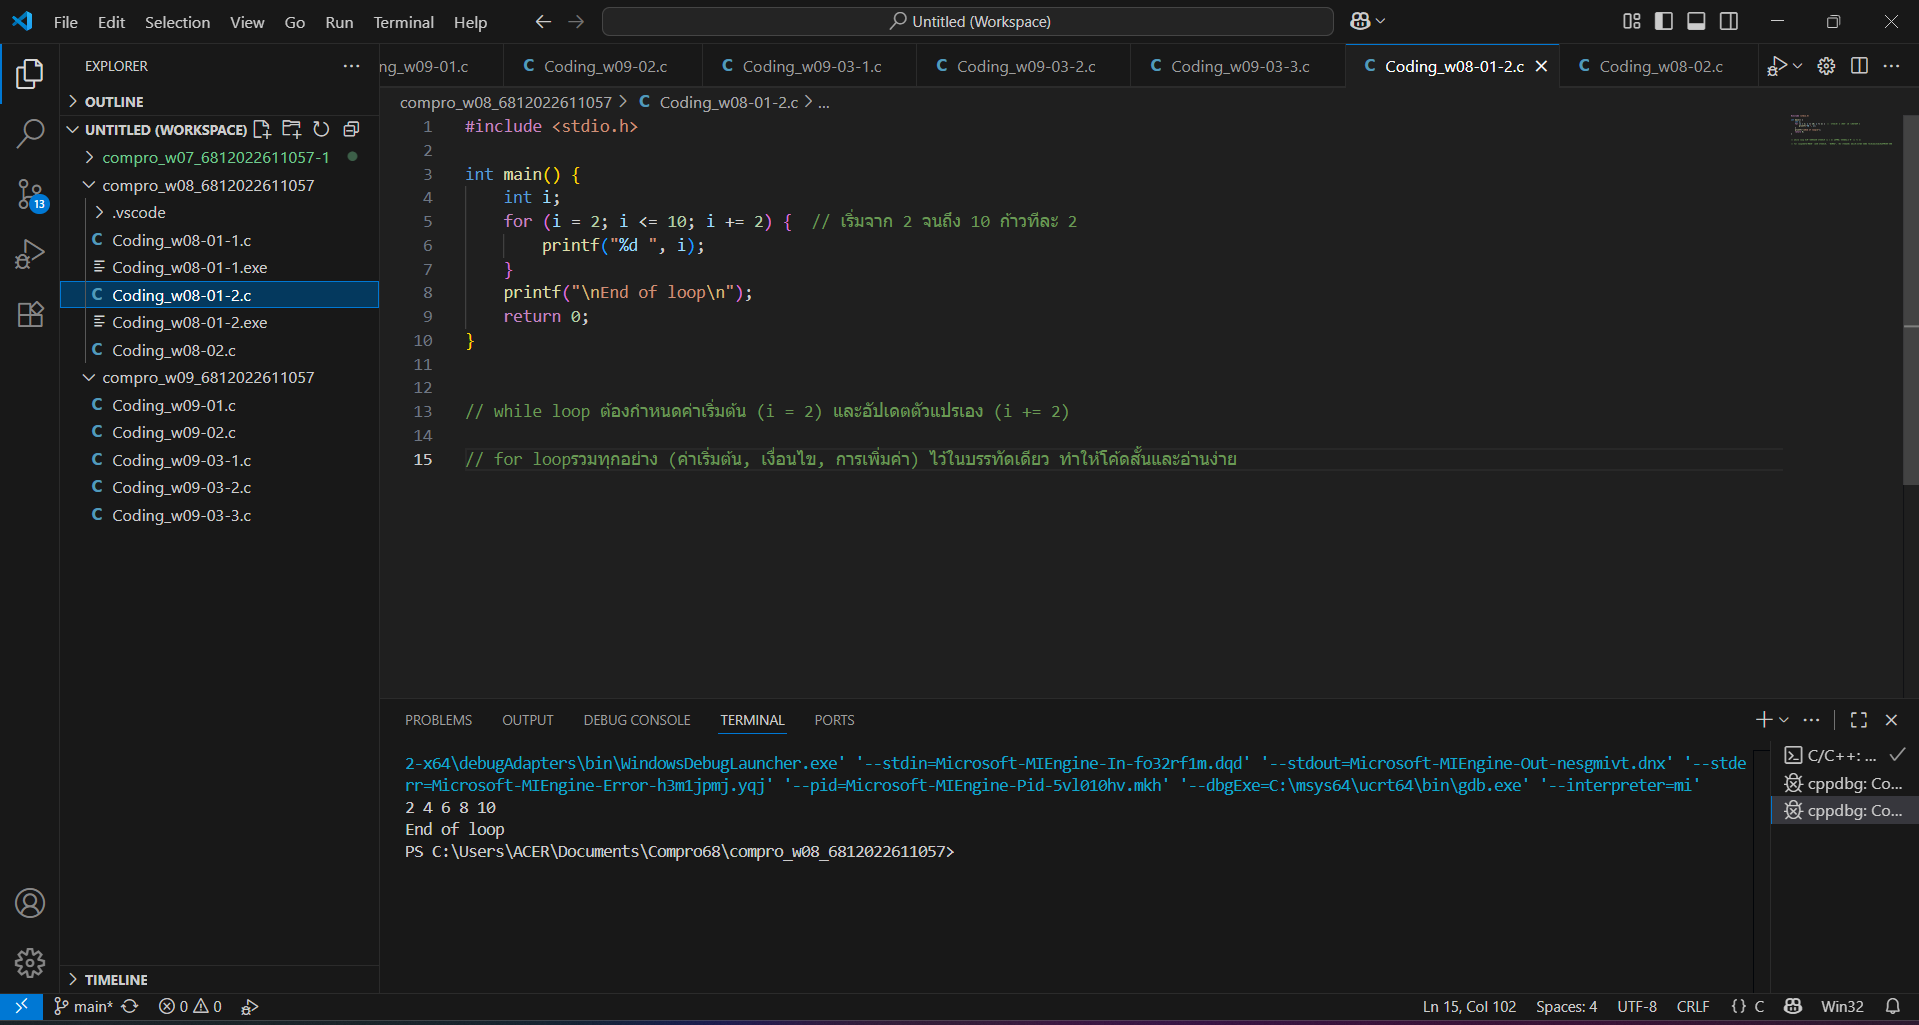 File Edit Selection View Go Run Terminal Help
Untitled (Workspace)
EXPLORER
OUTLINE
UNTITLED (WORKSPACE)
compro_w07_6812022611057-1
compro_w08_6812022611057
.vscode
C Coding_w08-01-1.c
Coding_w08-01-1.exe
C Coding_w08-01-2.c
Coding_w08-01-2.exe
C Coding_w08-02.c
compro_w09_6812022611057
C Coding_w09-01.c
C Coding_w09-02.c
C Coding_w09-03-1.c
C Coding_w09-03-2.c
C Coding_w09-03-3.c
13
TIMELINE
ng_w09-01.c C Coding_w09-02.c C Coding_w09-03-1.c C Coding_w09-03-2.c C Coding_w09-03-3.c C Coding_w08-01-2.c C Coding_w08-02.c
compro_w08_6812022611057 > C Coding_w08-01-2.c > ...
1 #include <stdio.h>
2
3 int main() {
4 int i;
5 for (i = 2; i <= 10; i += 2) { // เริ่มจาก 2 จนถึง 10 ก้าวทีละ 2
6 printf("%d ", i);
7 }
8 printf("\nEnd of loop\n");
9 return 0;
10 }
11
12
13 // while loop ต้องกำหนดค่าเริ่มต้น (i = 2) และอัปเดตตัวแปรเอง (i += 2)
14
15 // for loopรวมทุกอย่าง (ค่าเริ่มต้น, เงื่อนไข, การเพิ่มค่า) ไว้ในบรรทัดเดียว ทำให้โค้ดสั้นและอ่านง่าย
PROBLEMS OUTPUT DEBUG CONSOLE TERMINAL PORTS
2-x64\debugAdapters\bin\WindowsDebugLauncher.exe' '--stdin=Microsoft-MIEngine-In-fo32rf1m.dqd' '--stdout=Microsoft-MIEngine-Out-nesgmivt.dnx' '--stde
rr=Microsoft-MIEngine-Error-h3m1jpmj.yqj' '--pid=Microsoft-MIEngine-Pid-5vl010hv.mkh' '--dbgExe=C:\msys64\ucrt64\bin\gdb.exe' '--interpreter=mi'
2 4 6 8 10
End of loop
PS C:\Users\ACER\Documents\Compro68\compro_w08_6812022611057>
C/C++: ...
cppdbg: Co...
cppdbg: Co...
main* 0 0 Ln 15, Col 102 Spaces: 4 UTF-8 CRLF {} C Win32